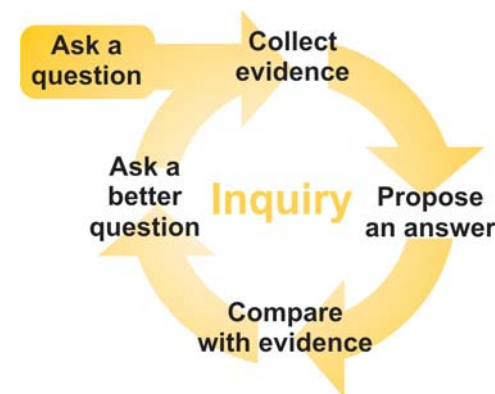 Ask a
question
Collect
evidence
Propose
an answer
Compare
with evidence
Ask a
better
question
Inquiry